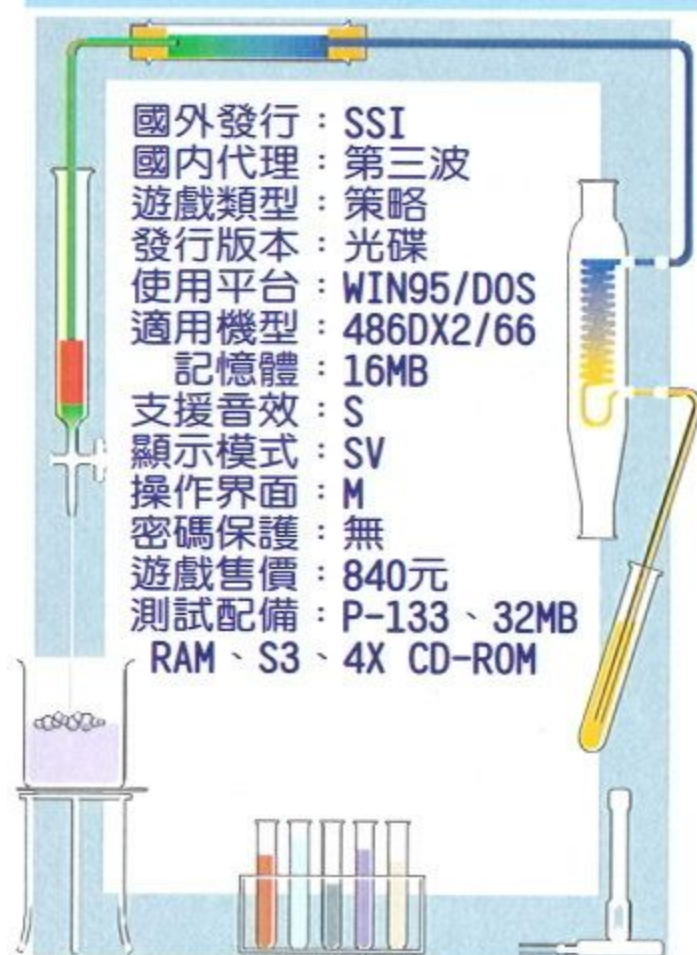 國外發行：SSI
國內代理：第三波
遊戲類型：策略
發行版本：光碟
使用平台：WIN95/DOS
適用機型：486DX2/66
記憶體：16MB
支援音效：S
顯示模式：SV
操作界面：M
密碼保護：無
遊戲售價：840元
測試配備：P-133、32MB
RAM、S3、4X CD-ROM